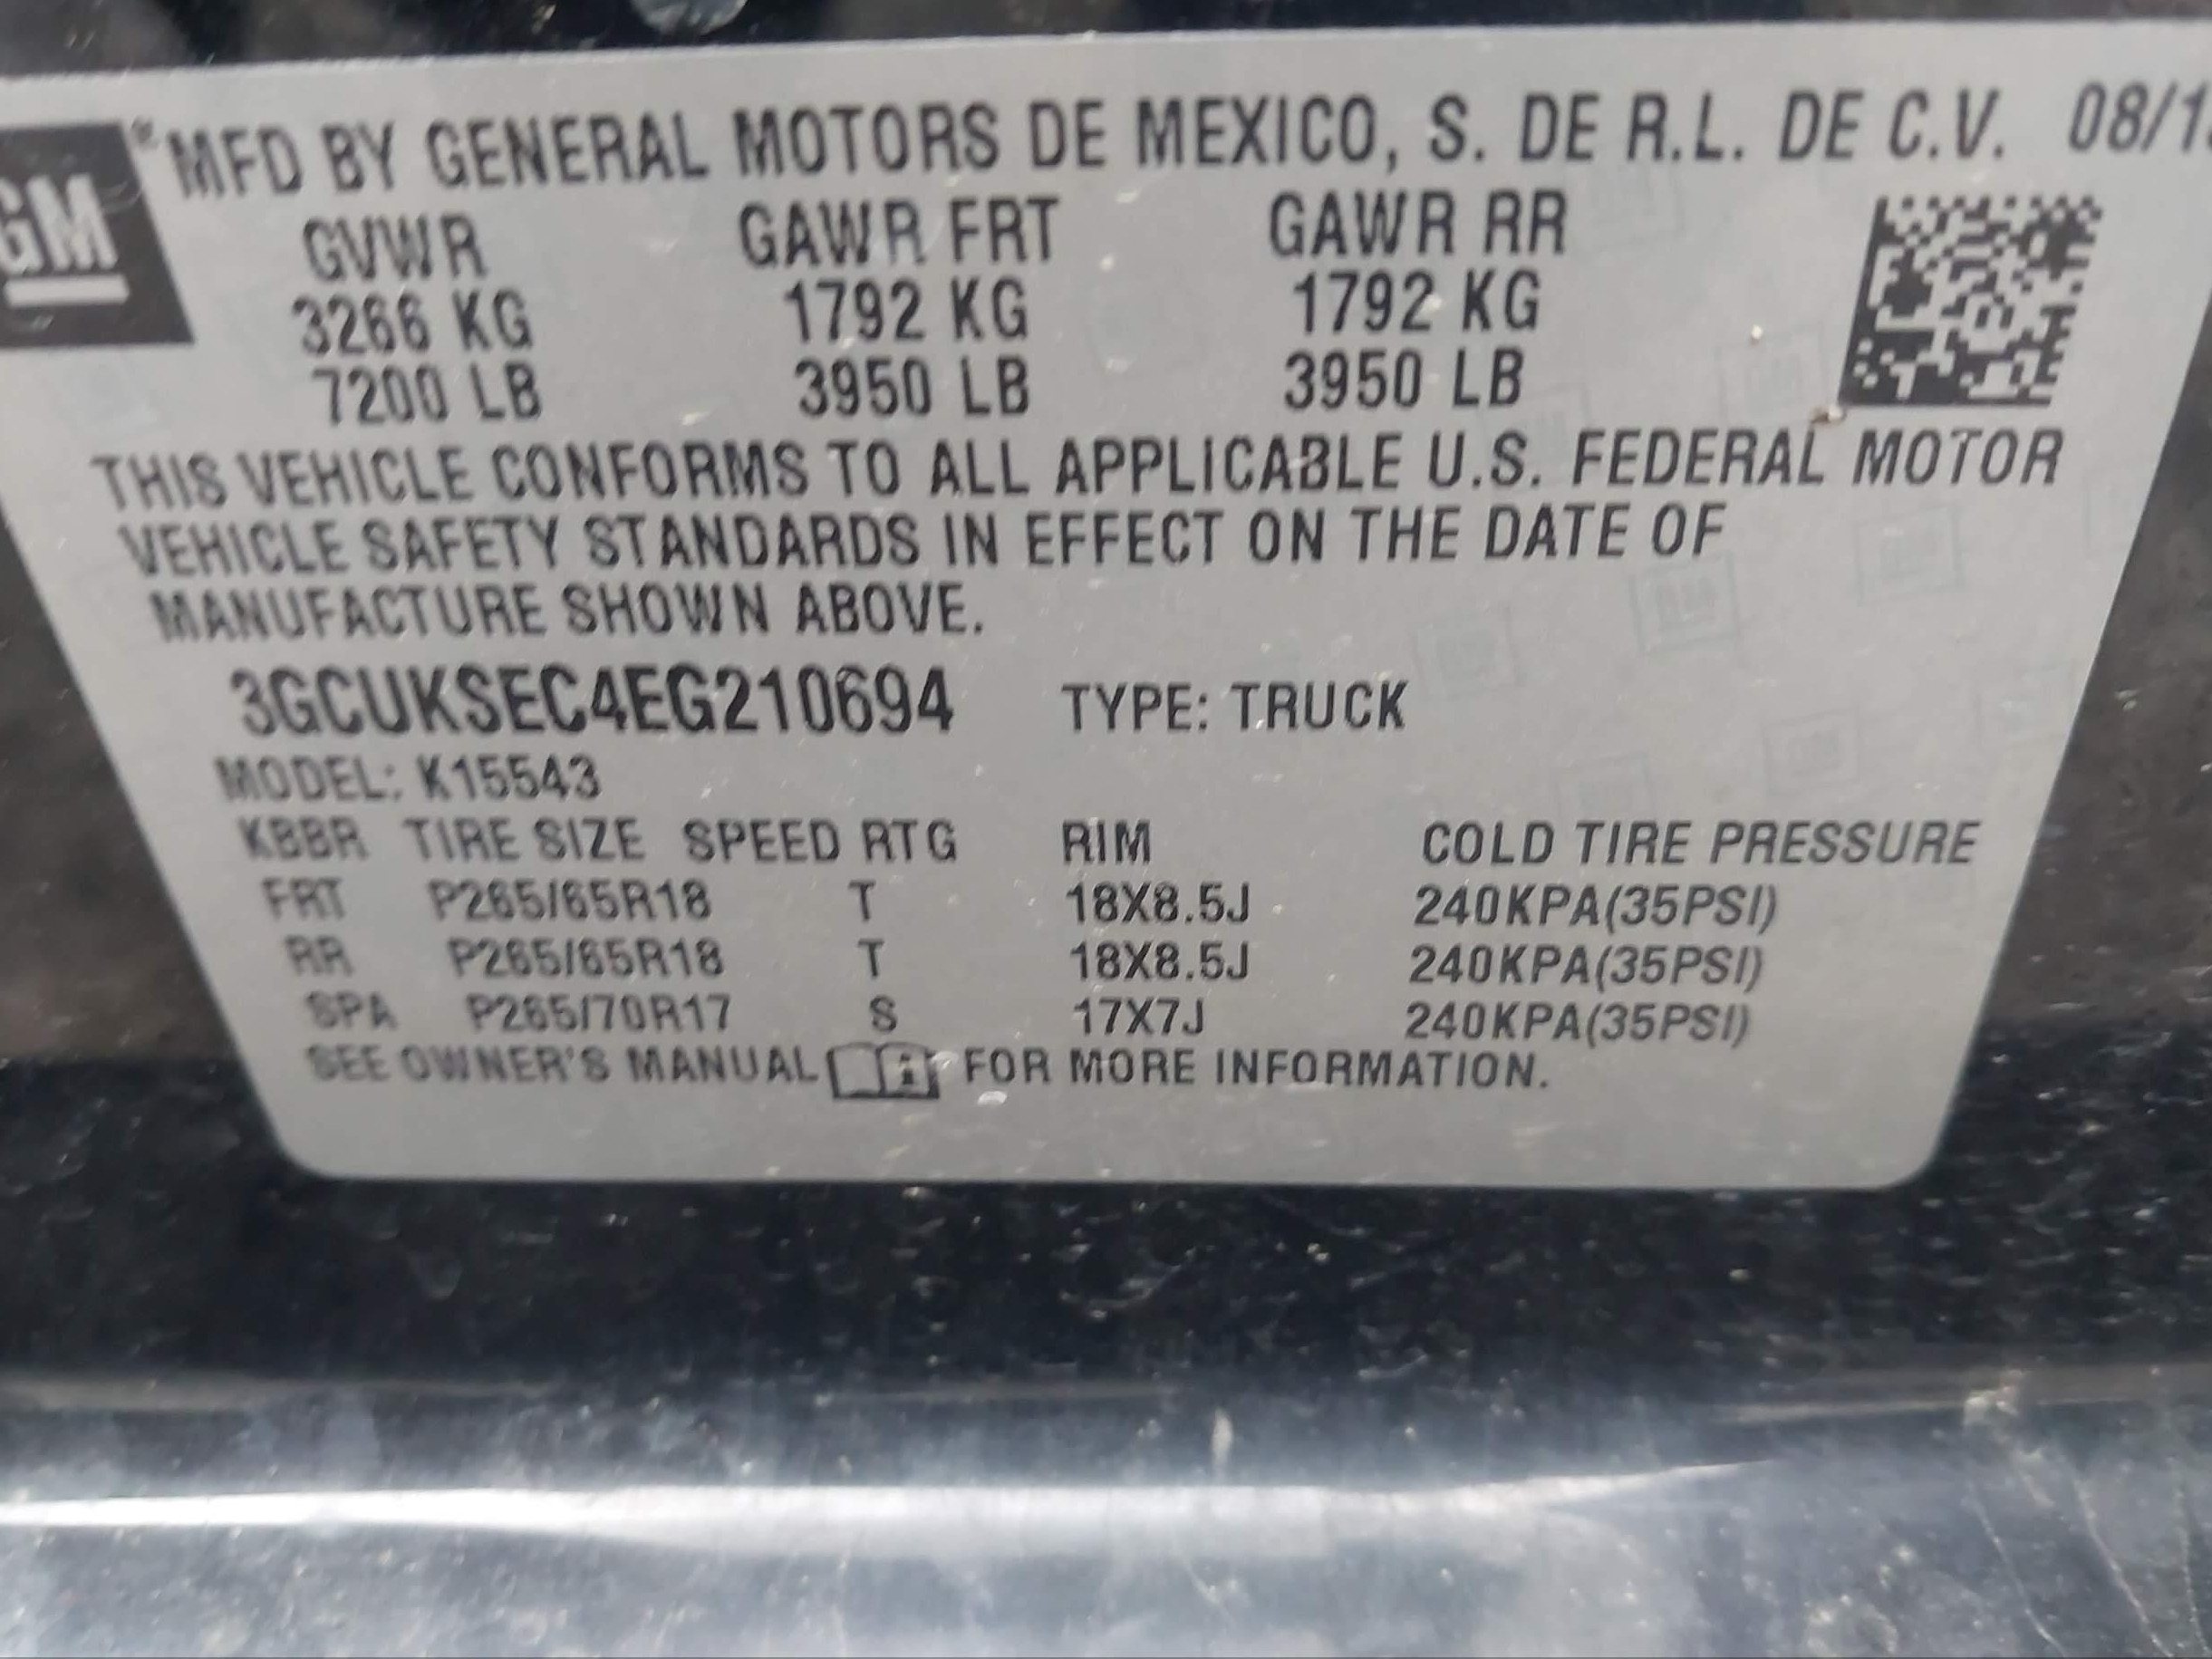 GM
® MFD BY GENERAL MOTORS DE MEXICO, S. DE R.L. DE C.V. 08/1
GVWR GAWR FRT GAWR RR
3266 KG 1792 KG 1792 KG
7200 LB 3950 LB 3950 LB
THIS VEHICLE CONFORMS TO ALL APPLICABLE U.S. FEDERAL MOTOR
VEHICLE SAFETY STANDARDS IN EFFECT ON THE DATE OF
MANUFACTURE SHOWN ABOVE.
3GCUKSEC4EG210694 TYPE: TRUCK
MODEL: K15543
KBBR TIRE SIZE SPEED RTG RIM COLD TIRE PRESSURE
FRT P265/65R18 T 18X8.5J 240KPA(35PSI)
RR P265/65R18 T 18X8.5J 240KPA(35PSI)
SPA P265/70R17 S 17X7J 240KPA(35PSI)
SEE OWNER'S MANUAL FOR MORE INFORMATION.